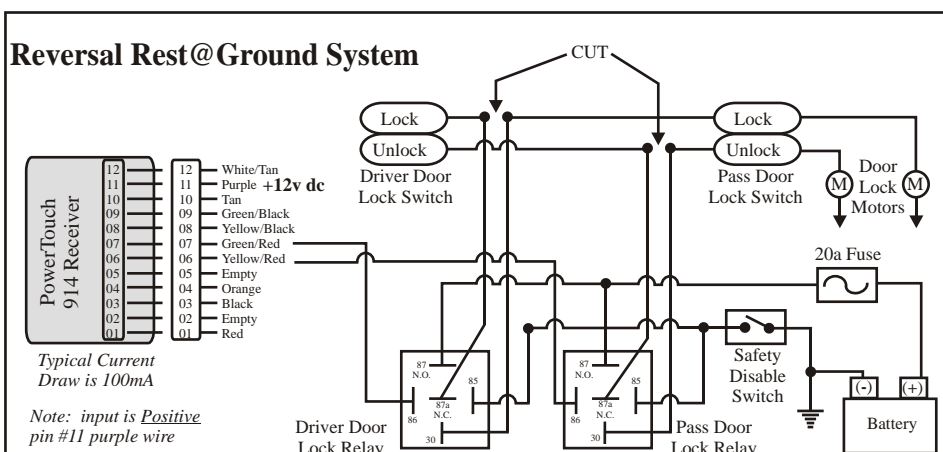 Reversal Rest@Ground System
CUT
Lock
Unlock
Driver Door
Lock Switch
Lock
Unlock
Pass Door
Lock Switch
M
Door
Lock
Motors
M
PowerTouch
914 Receiver
12
11
10
09
08
07
06
05
04
03
02
01
12 White/Tan
11 Purple +12v dc
10 Tan
09 Green/Black
08 Yellow/Black
07 Green/Red
06 Yellow/Red
05 Empty
04 Orange
03 Black
02 Empty
01 Red
Typical Current
Draw is 100mA
Note: input is Positive
pin #11 purple wire
20a Fuse
Safety
Disable
Switch
(-)
(+)
Battery
87
N.O.
85
87a
N.C.
86
30
Driver Door
Lock Relay
87
N.O.
85
87a
N.C.
86
30
Pass Door
Lock Relay